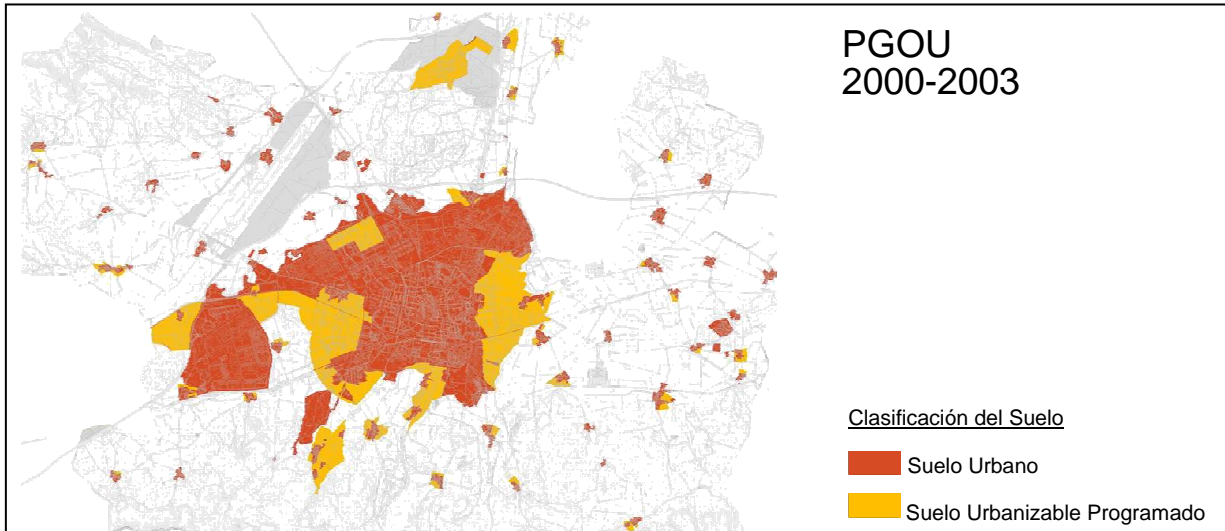 PGOU
2000-2003
Clasificación del Suelo
Suelo Urbano
Suelo Urbanizable Programado